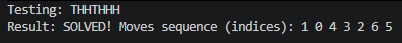 Testing: THHTHHH
Result: SOLVED! Moves sequence (indices): 1 0 4 3 2 6 5